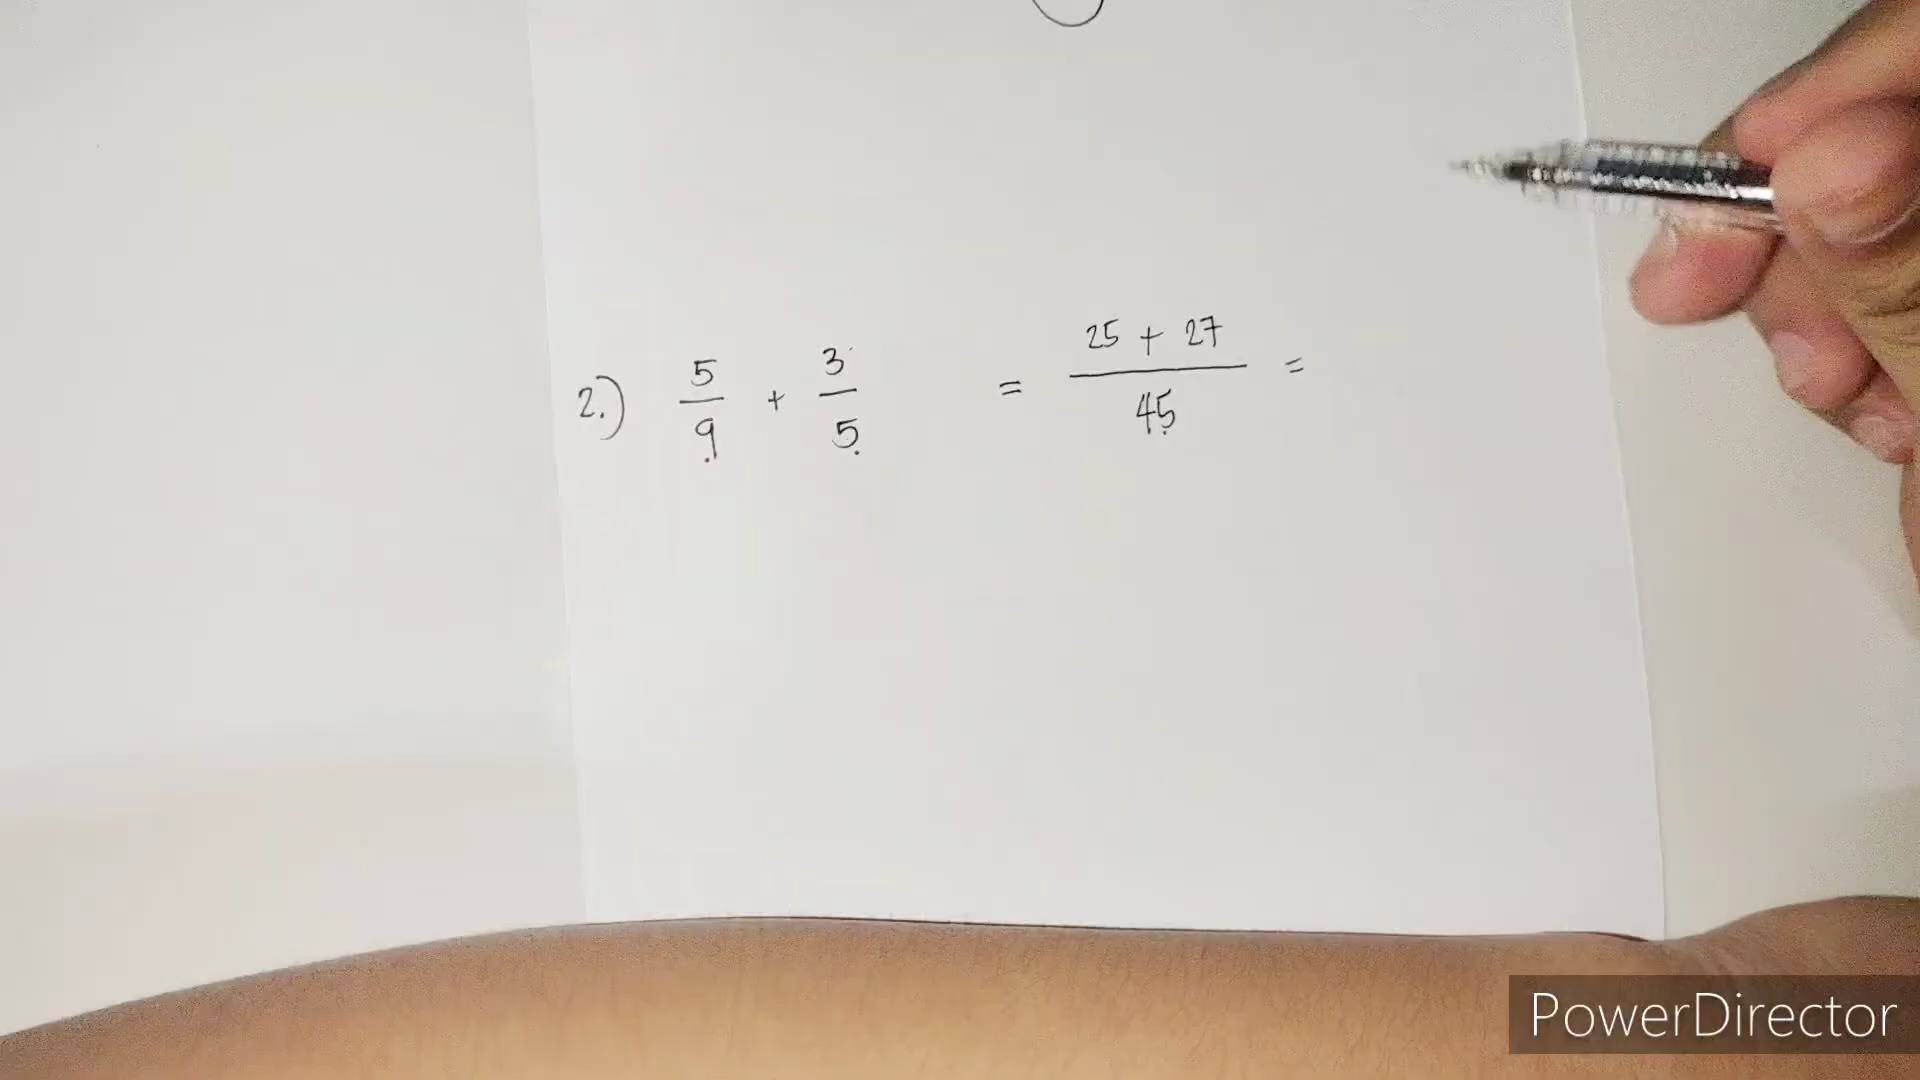 2.) 5/9 + 3/5 = (25 + 27)/45 =
PowerDirector